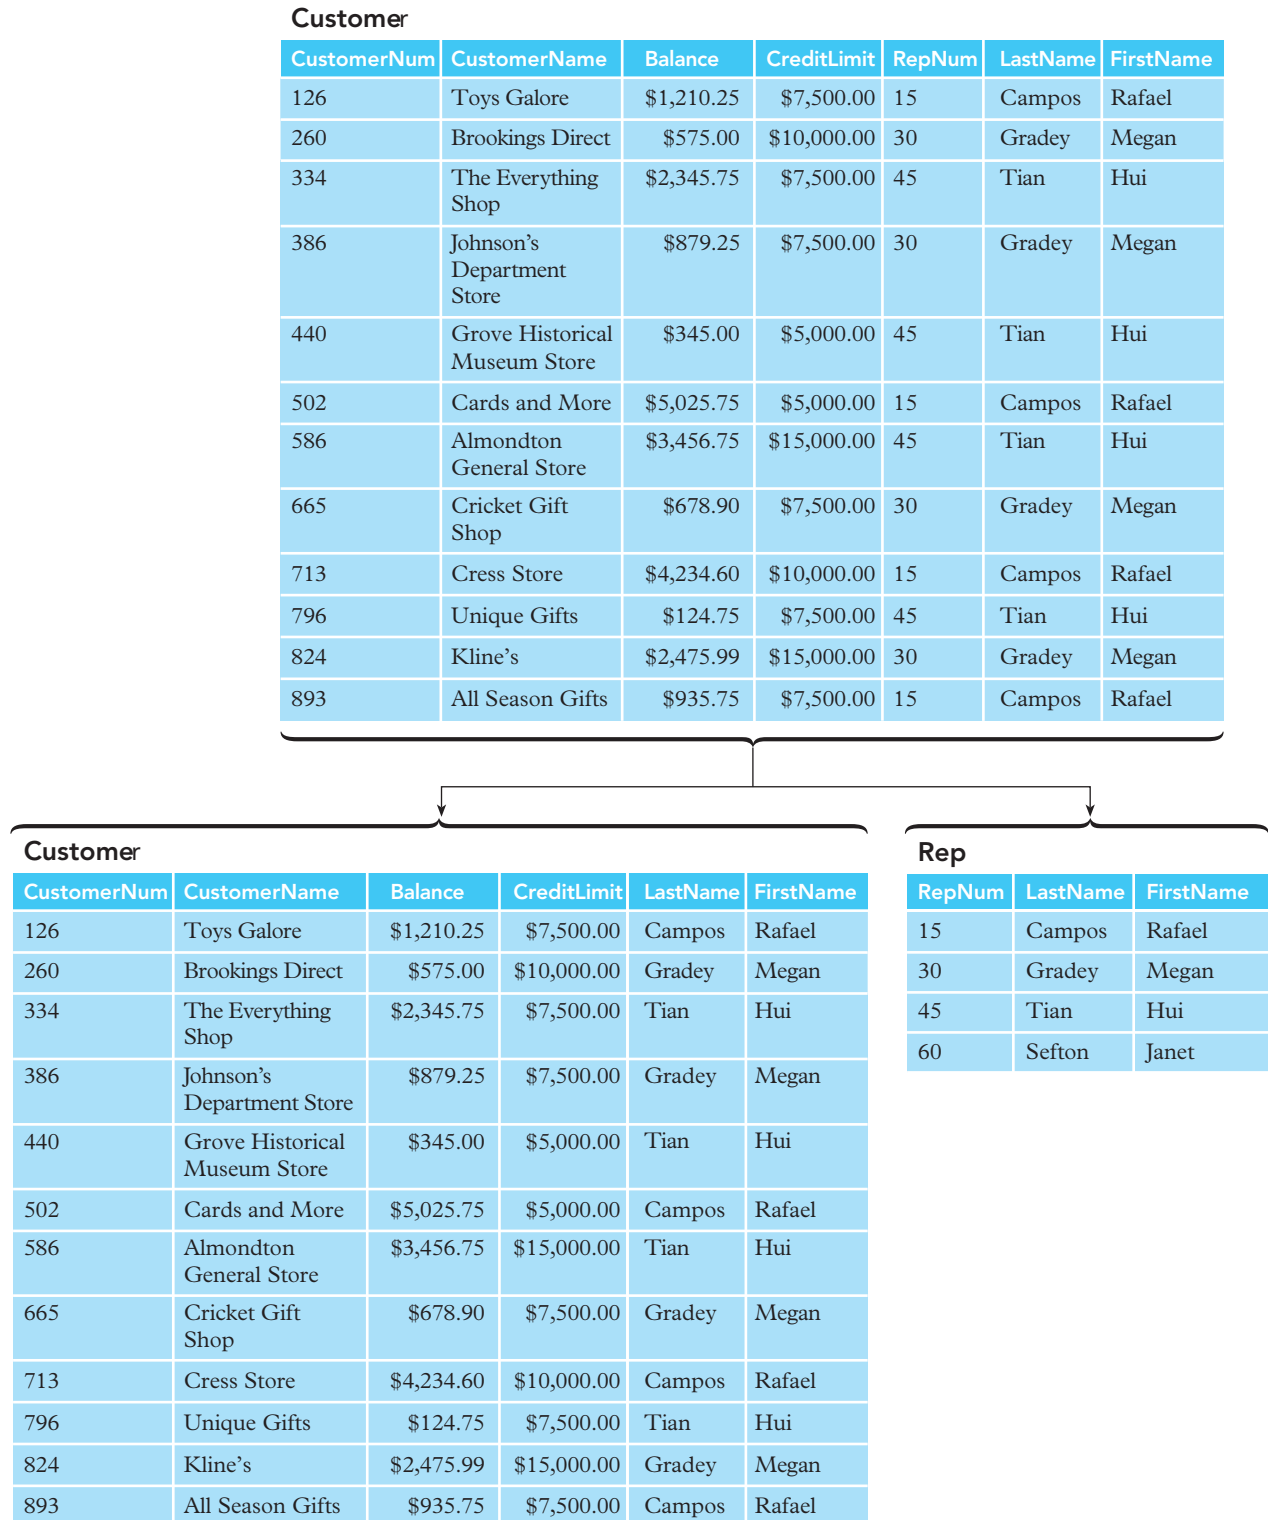 Customer
CustomerNum CustomerName Balance CreditLimit RepNum LastName FirstName
126 Toys Galore $1,210.25 $7,500.00 15 Campos Rafael
260 Brookings Direct $575.00 $10,000.00 30 Gradey Megan
334 The Everything $2,345.75 $7,500.00 45 Tian Hui
Shop
386 Johnson’s $879.25 $7,500.00 30 Gradey Megan
Department
Store
440 Grove Historical $345.00 $5,000.00 45 Tian Hui
Museum Store
502 Cards and More $5,025.75 $5,000.00 15 Campos Rafael
586 Almondton $3,456.75 $15,000.00 45 Tian Hui
General Store
665 Cricket Gift $678.90 $7,500.00 30 Gradey Megan
Shop
713 Cress Store $4,234.60 $10,000.00 15 Campos Rafael
796 Unique Gifts $124.75 $7,500.00 45 Tian Hui
824 Kline’s $2,475.99 $15,000.00 30 Gradey Megan
893 All Season Gifts $935.75 $7,500.00 15 Campos Rafael
Customer
CustomerNum CustomerName Balance CreditLimit LastName FirstName
126 Toys Galore $1,210.25 $7,500.00 Campos Rafael
260 Brookings Direct $575.00 $10,000.00 Gradey Megan
334 The Everything $2,345.75 $7,500.00 Tian Hui
Shop
386 Johnson’s $879.25 $7,500.00 Gradey Megan
Department Store
440 Grove Historical $345.00 $5,000.00 Tian Hui
Museum Store
502 Cards and More $5,025.75 $5,000.00 Campos Rafael
586 Almondton $3,456.75 $15,000.00 Tian Hui
General Store
665 Cricket Gift $678.90 $7,500.00 Gradey Megan
Shop
713 Cress Store $4,234.60 $10,000.00 Campos Rafael
796 Unique Gifts $124.75 $7,500.00 Tian Hui
824 Kline’s $2,475.99 $15,000.00 Gradey Megan
893 All Season Gifts $935.75 $7,500.00 Campos Rafael
Rep
RepNum LastName FirstName
15 Campos Rafael
30 Gradey Megan
45 Tian Hui
60 Sefton Janet